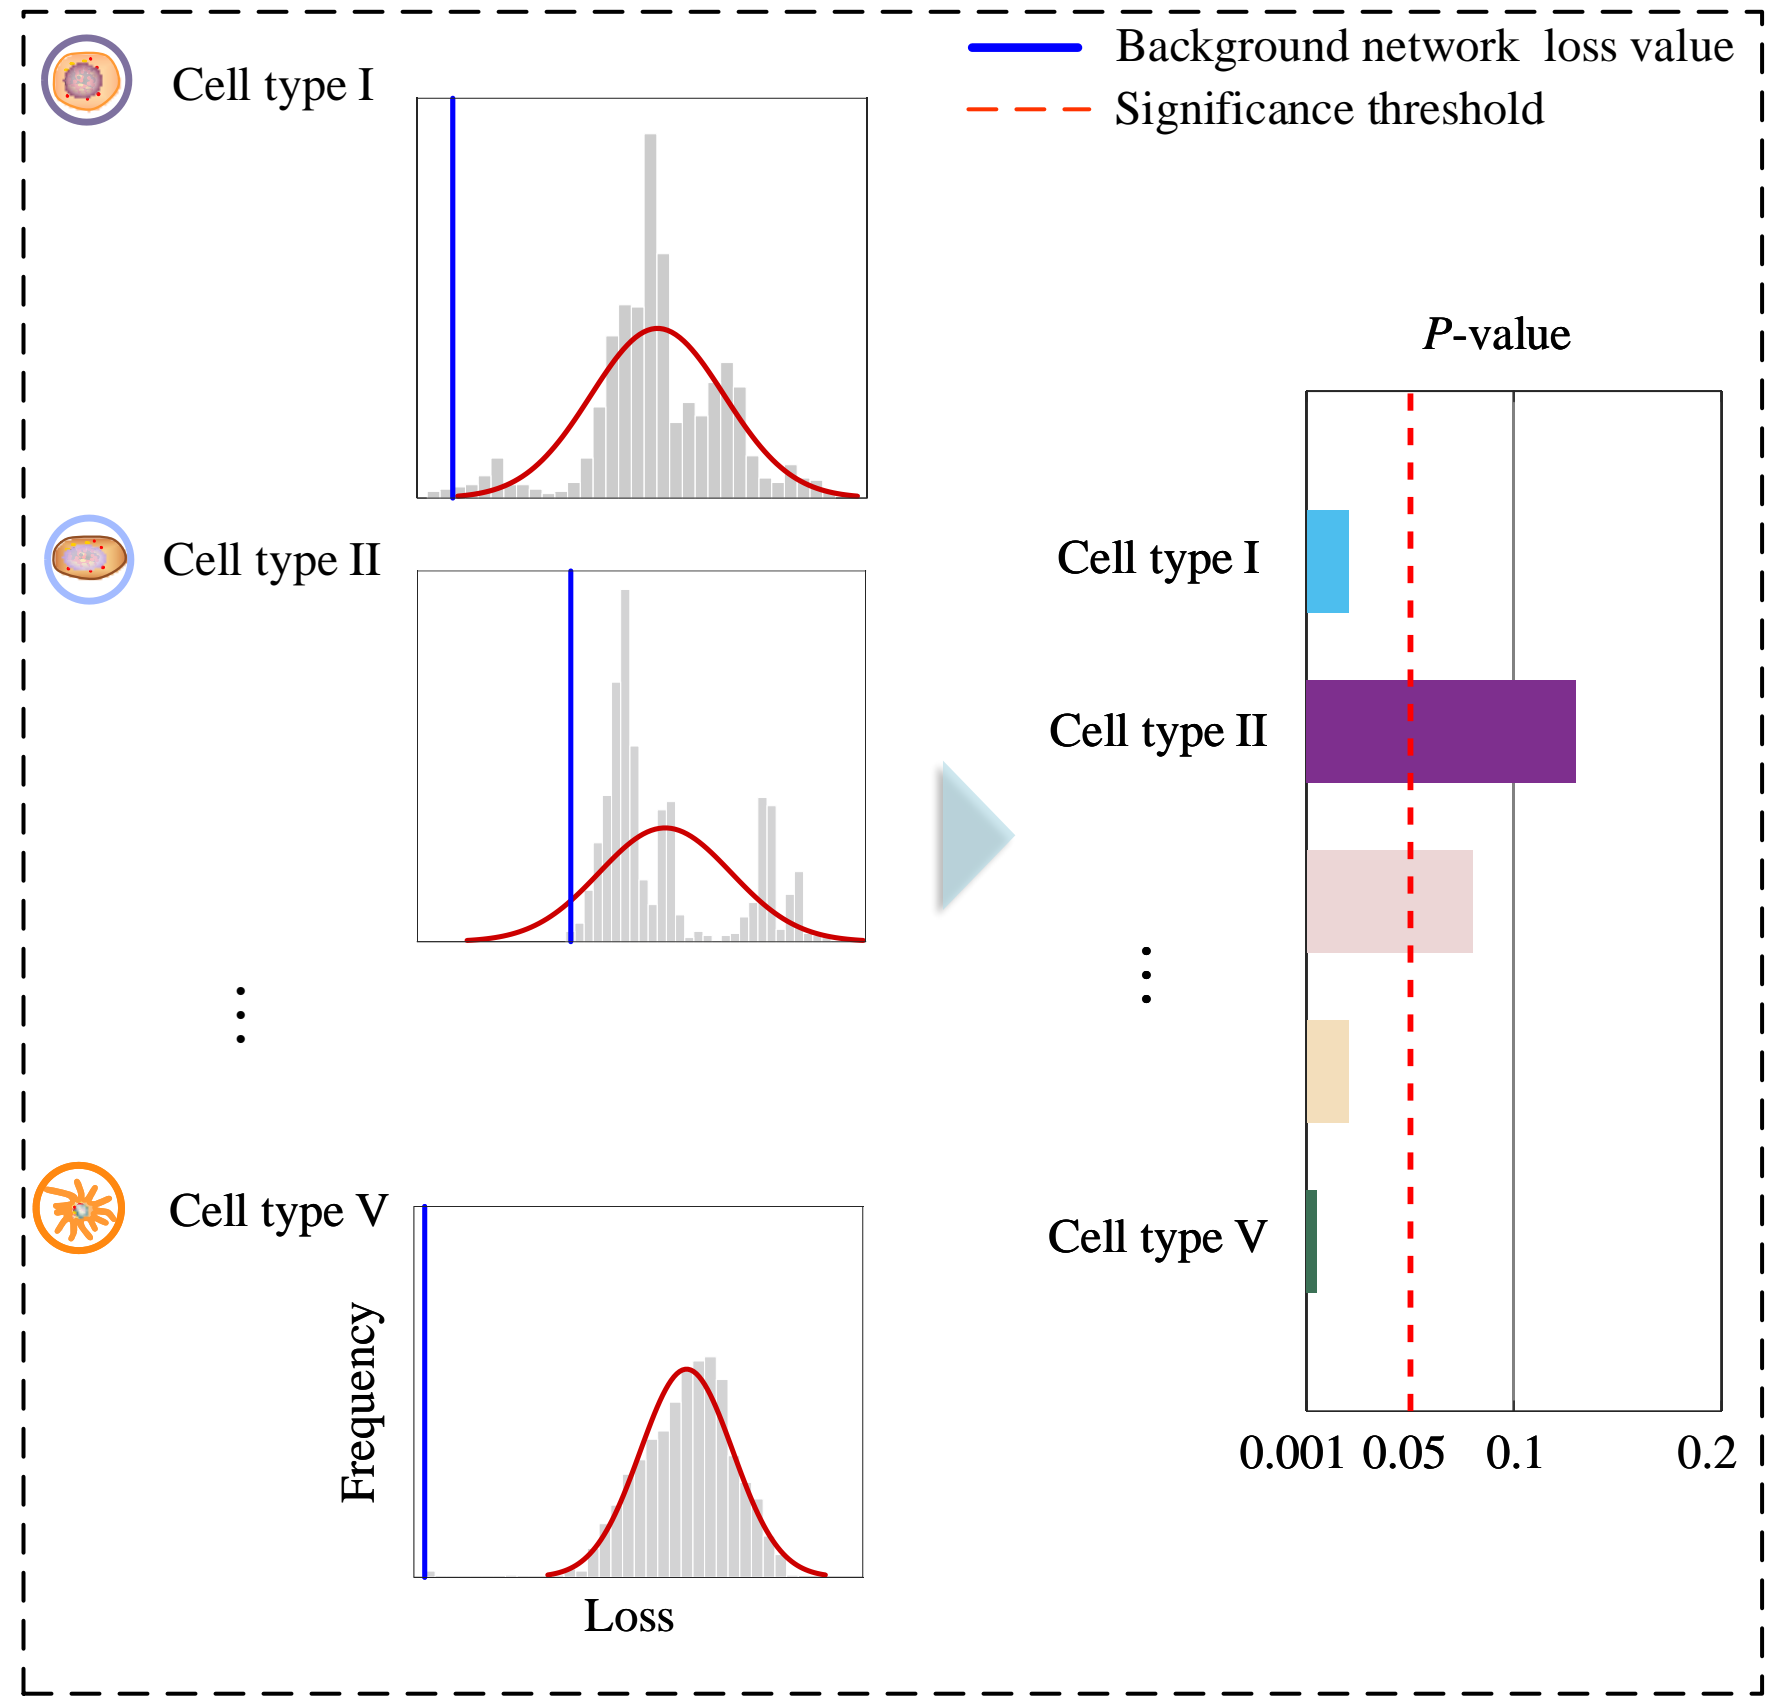 Background network loss value
Significance threshold
Cell type I
Cell type II
⋮
Cell type V
Frequency
Loss
P-value
Cell type I
Cell type II
⋮
Cell type V
0.001 0.05 0.1 0.2